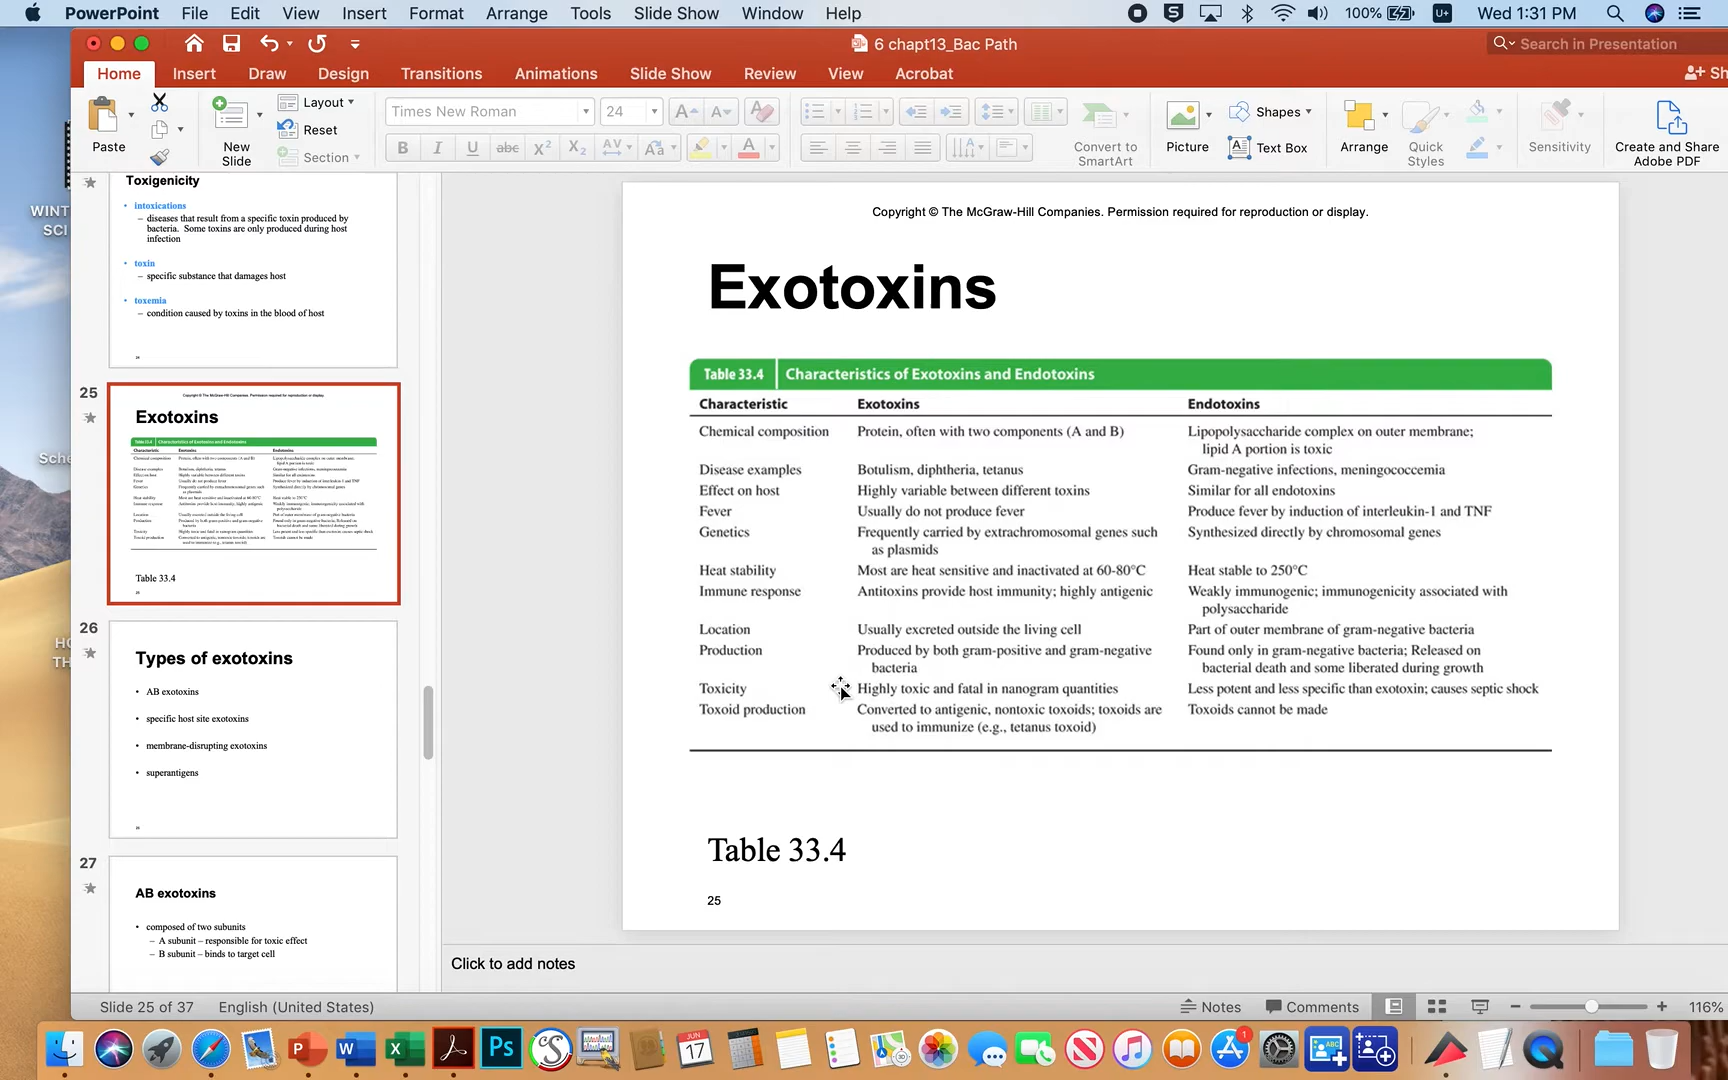 PowerPoint File Edit View Insert Format Arrange Tools Slide Show Window Help 100% Wed 1:31 PM
6 chapt13_Bac Path
Search in Presentation
Home Insert Draw Design Transitions Animations Slide Show Review View Acrobat Sh
Paste
New Slide
Layout
Reset
Section
Times New Roman 24
B I U abc X² X₂ AV Aa A
Convert to SmartArt
Picture
Shapes
Text Box
Arrange
Quick Styles
Sensitivity
Create and Share Adobe PDF
WINT
SCI
Sche
HO
TH
Toxigenicity
• intoxications
– diseases that result from a specific toxin produced by
bacteria. Some toxins are only produced during host
infection
• toxin
– specific substance that damages host
• toxemia
– condition caused by toxins in the blood of host
25
Exotoxins
Table 33.4
26
Types of exotoxins
• AB exotoxins
• specific host site exotoxins
• membrane-disrupting exotoxins
• superantigens
27
AB exotoxins
• composed of two subunits
– A subunit – responsible for toxic effect
– B subunit – binds to target cell
Copyright © The McGraw-Hill Companies. Permission required for reproduction or display.
Exotoxins
Table 33.4 Characteristics of Exotoxins and Endotoxins
Characteristic Exotoxins Endotoxins
Chemical composition Protein, often with two components (A and B) Lipopolysaccharide complex on outer membrane;
lipid A portion is toxic
Disease examples Botulism, diphtheria, tetanus Gram-negative infections, meningococcemia
Effect on host Highly variable between different toxins Similar for all endotoxins
Fever Usually do not produce fever Produce fever by induction of interleukin-1 and TNF
Genetics Frequently carried by extrachromosomal genes such Synthesized directly by chromosomal genes
as plasmids
Heat stability Most are heat sensitive and inactivated at 60-80°C Heat stable to 250°C
Immune response Antitoxins provide host immunity; highly antigenic Weakly immunogenic; immunogenicity associated with
polysaccharide
Location Usually excreted outside the living cell Part of outer membrane of gram-negative bacteria
Production Produced by both gram-positive and gram-negative Found only in gram-negative bacteria; Released on
bacteria bacterial death and some liberated during growth
Toxicity Highly toxic and fatal in nanogram quantities Less potent and less specific than exotoxin; causes septic shock
Toxoid production Converted to antigenic, nontoxic toxoids; toxoids are Toxoids cannot be made
used to immunize (e.g., tetanus toxoid)
Table 33.4
25
Click to add notes
Slide 25 of 37 English (United States) Notes Comments 116%
JUN
17